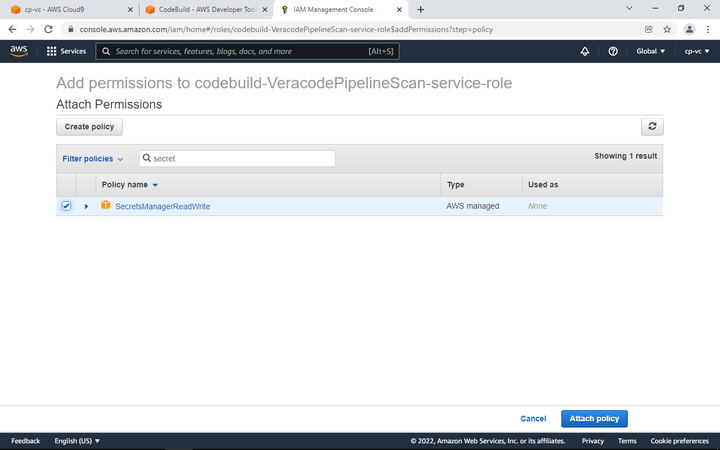 cp-vc - AWS Cloud9
CodeBuild - AWS Developer Tool
IAM Management Console
console.aws.amazon.com/iam/home#/roles/codebuild-VeracodePipelineScan-service-role$addPermissions?step=policy
aws
Services
Search for services, features, blogs, docs, and more
[Alt+S]
Global
cp-vc
Add permissions to codebuild-VeracodePipelineScan-service-role
Attach Permissions
Create policy
Filter policies
secret
Showing 1 result
Policy name
Type
Used as
SecretsManagerReadWrite
AWS managed
None
Cancel
Attach policy
Feedback
English (US)
© 2022, Amazon Web Services, Inc. or its affiliates.
Privacy
Terms
Cookie preferences